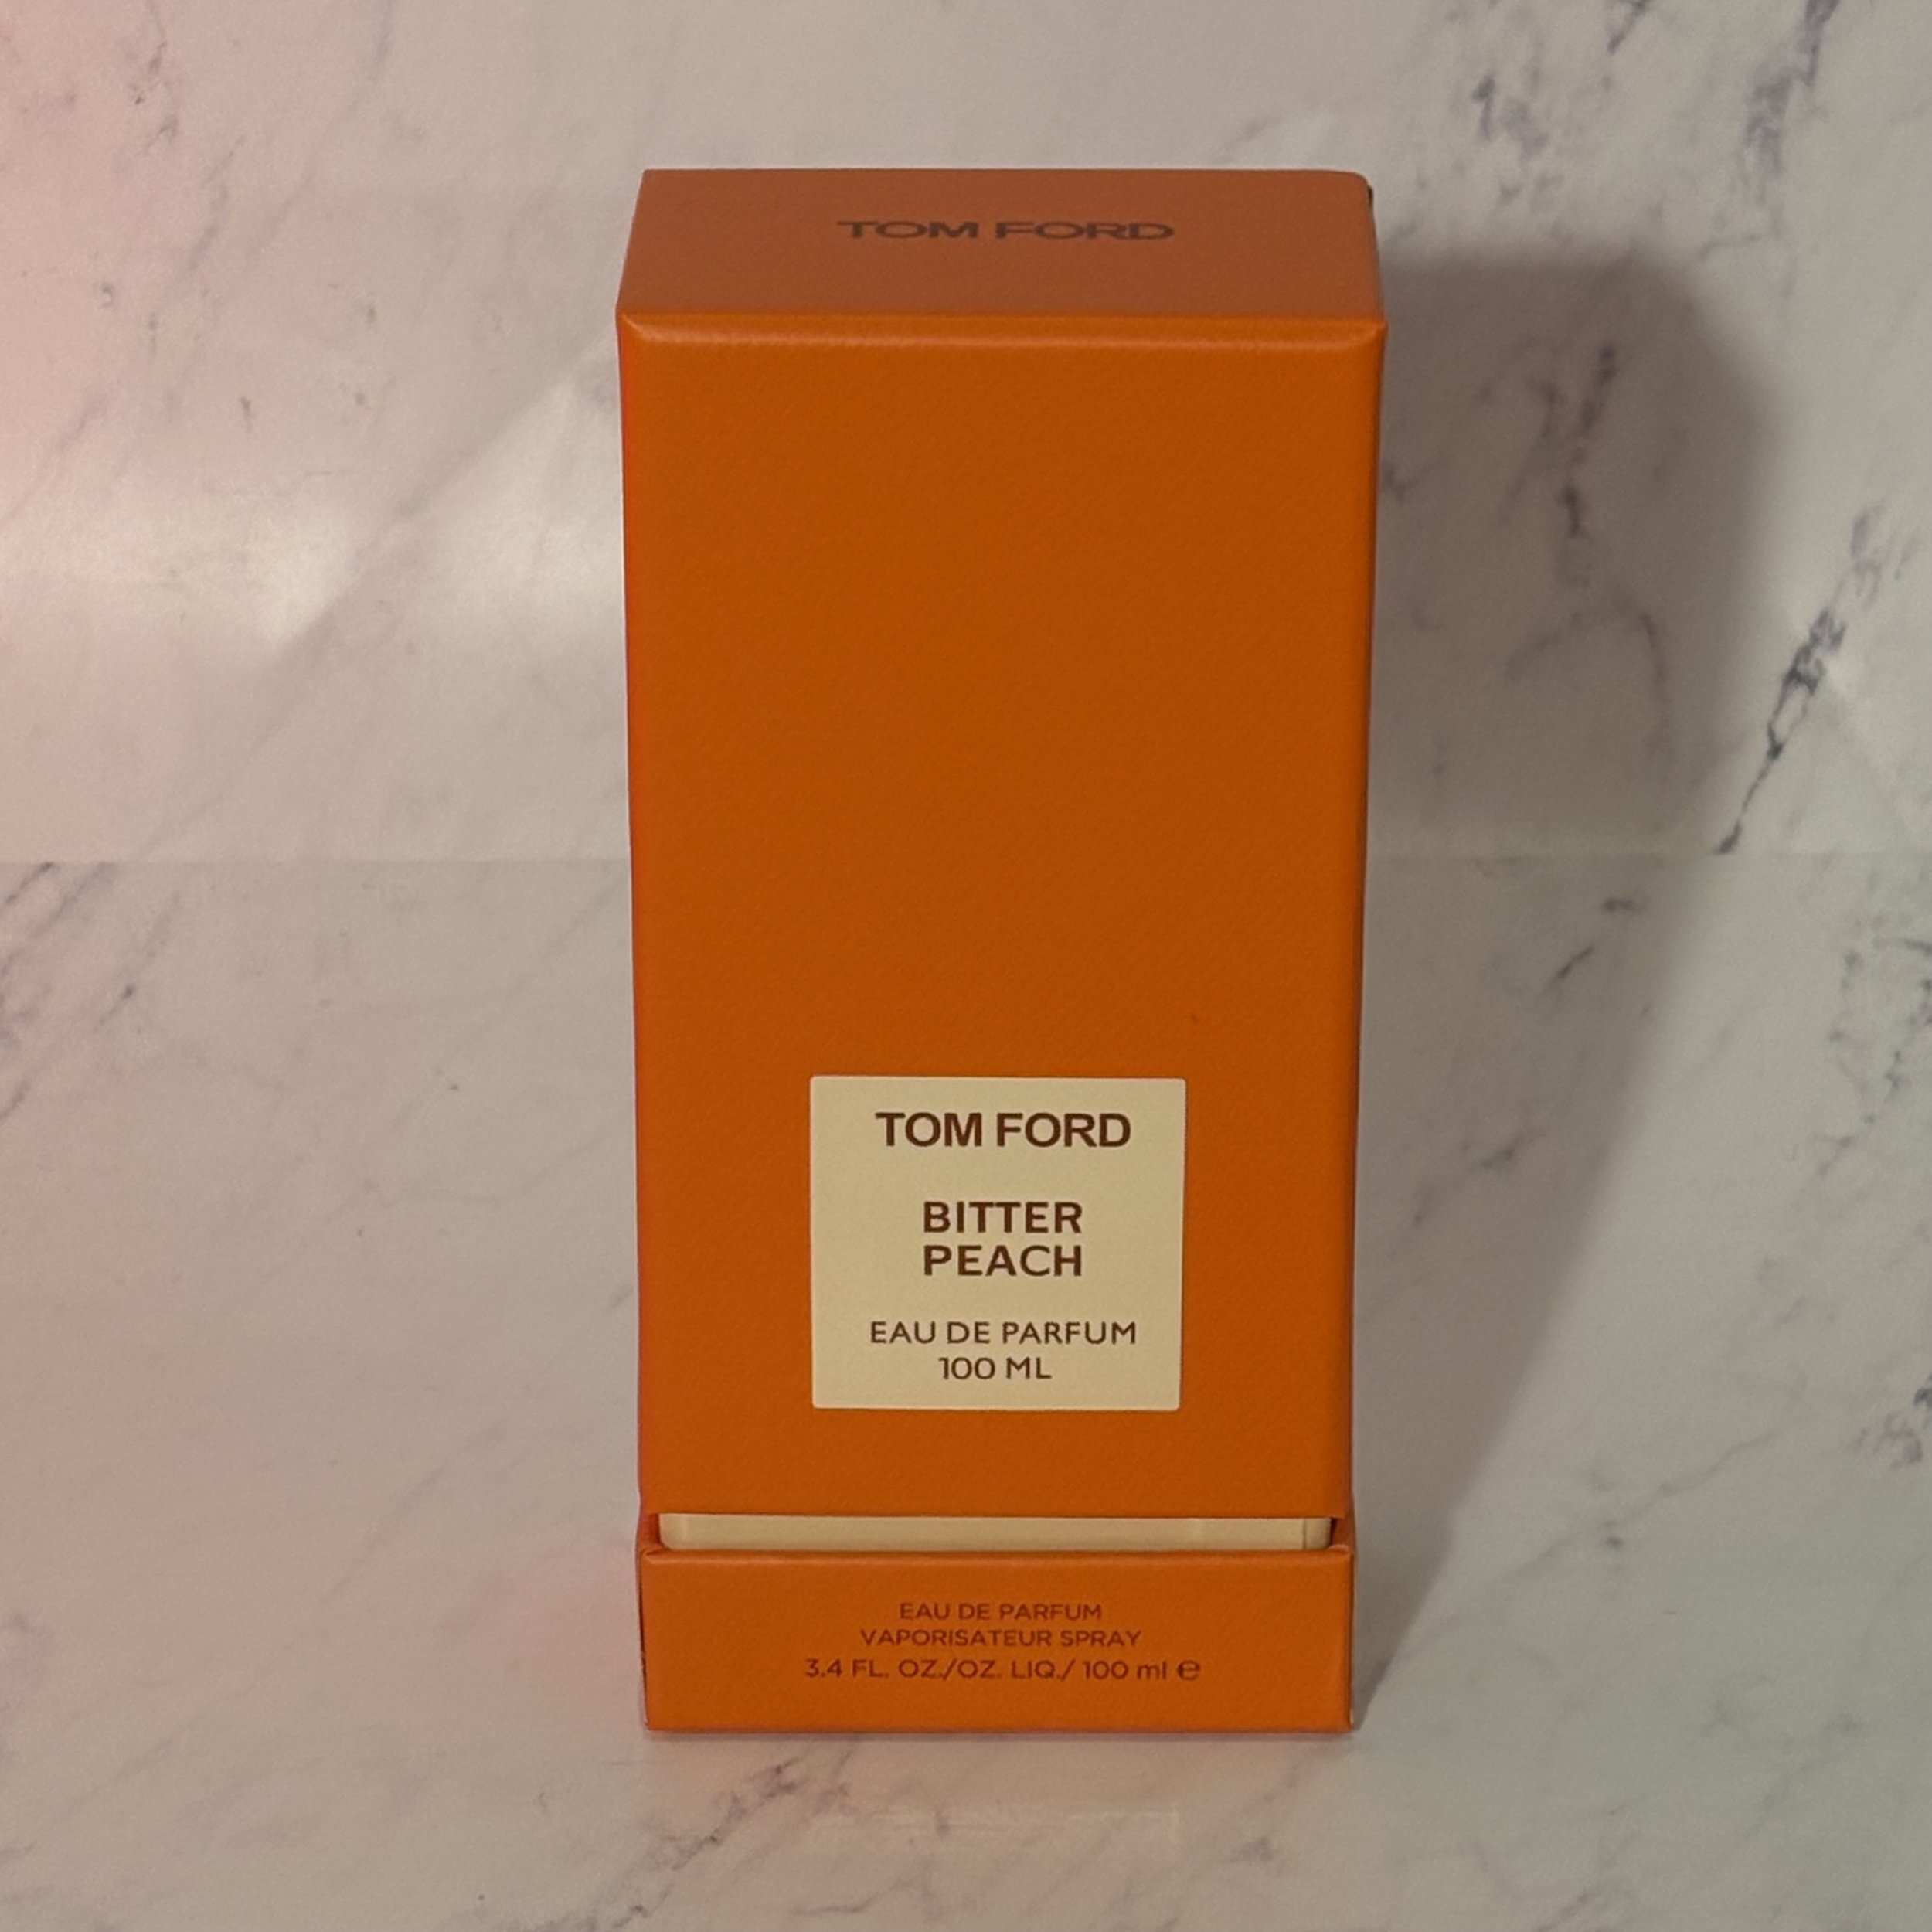 TOM FORD
TOM FORD
BITTER
PEACH
EAU DE PARFUM
100 ML
EAU DE PARFUM
VAPORISATEUR SPRAY
3.4 FL. OZ./OZ. LIQ./ 100 ml ℮